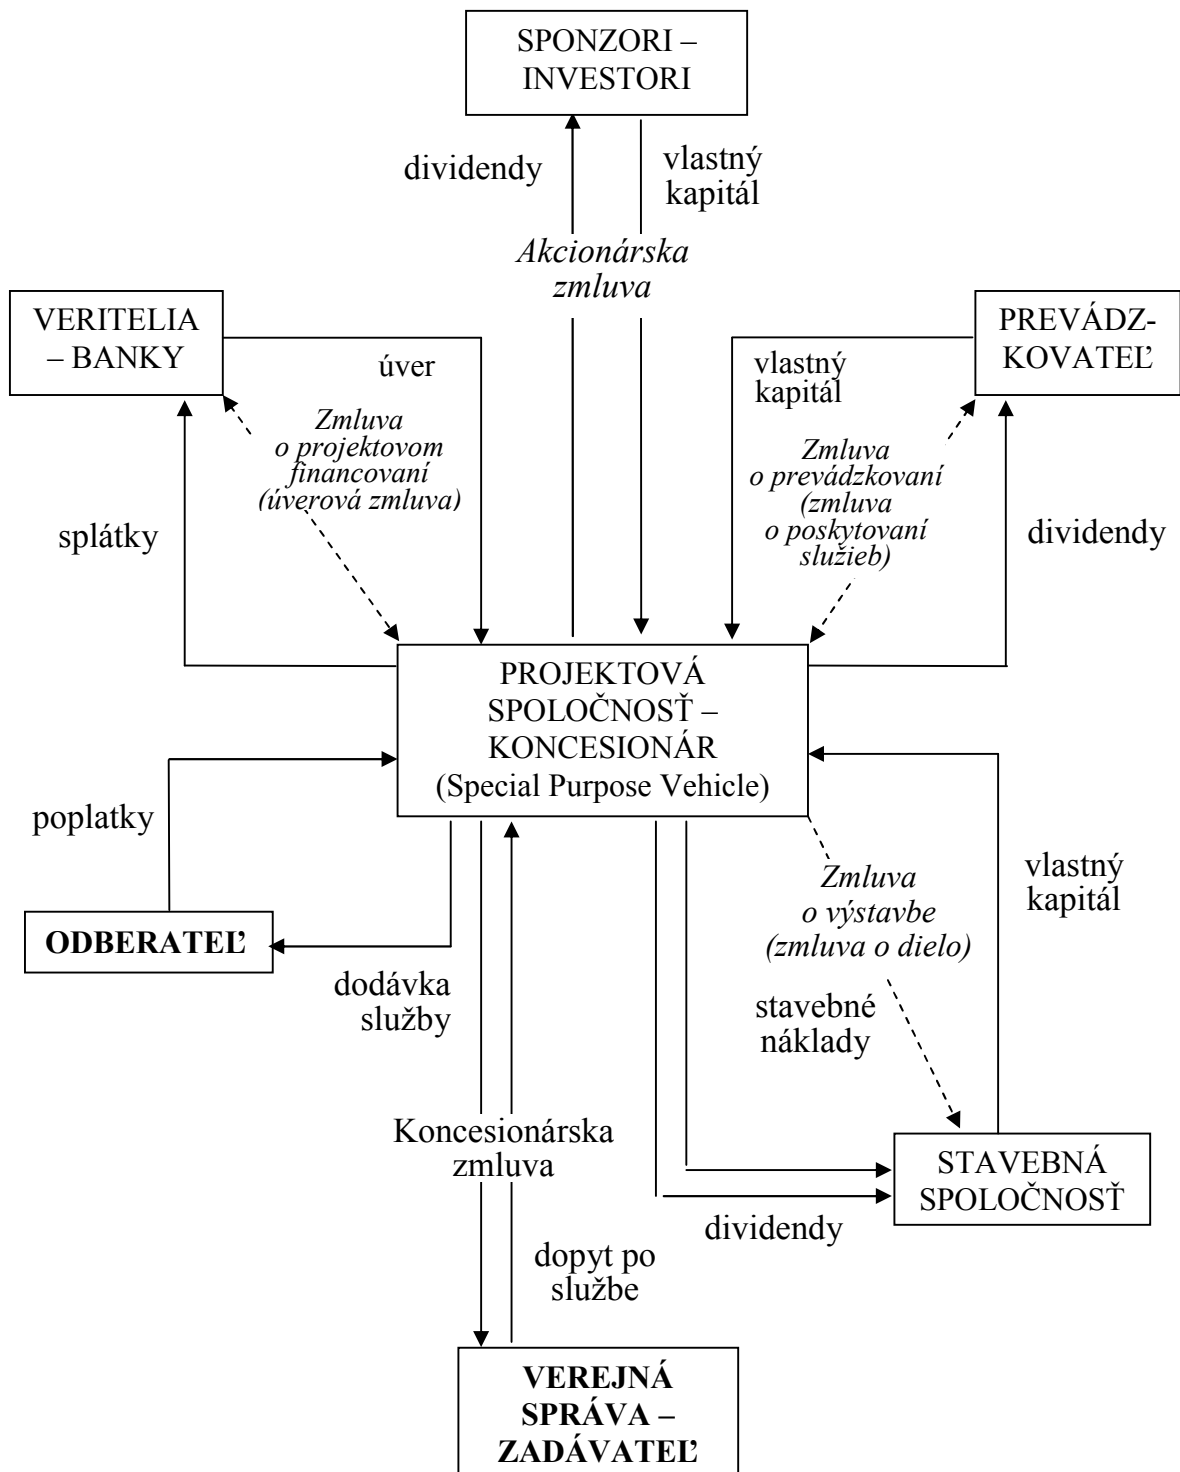 SPONZORI –
INVESTORI
dividendy
vlastný
kapitál
Akcionárska
zmluva
VERITELIA
– BANKY
PREVÁDZ-
KOVATEĽ
úver
vlastný
kapitál
Zmluva
o projektovom
financovaní
(úverová zmluva)
Zmluva
o prevádzkovaní
(zmluva
o poskytovaní
služieb)
splátky
dividendy
PROJEKTOVÁ
SPOLOČNOSŤ –
KONCESIONÁR
(Special Purpose Vehicle)
poplatky
ODBERATEĽ
dodávka
služby
Zmluva
o výstavbe
(zmluva o dielo)
vlastný
kapitál
stavebné
náklady
Koncesionárska
zmluva
STAVEBNÁ
SPOLOČNOSŤ
dividendy
dopyt po
službe
VEREJNÁ
SPRÁVA –
ZADÁVATEĽ